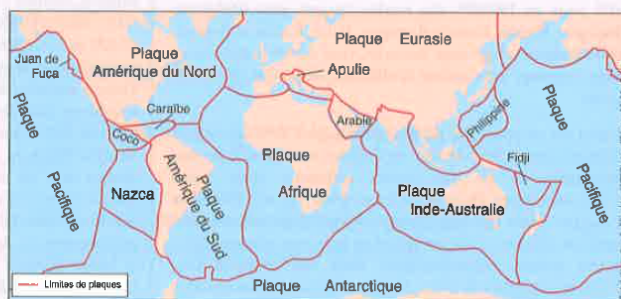 Plaque
Amérique du Nord
Juan de
Fuca
Plaque Eurasie
Apulie
Caraïbe
Coco
Arabie
Philippine
Plaque
Pacifique
Nazca
Plaque
Amérique du Sud
Plaque
Afrique
Plaque
Inde-Australie
Fidji
Plaque
Pacifique
Plaque Antarctique
Limites de plaques